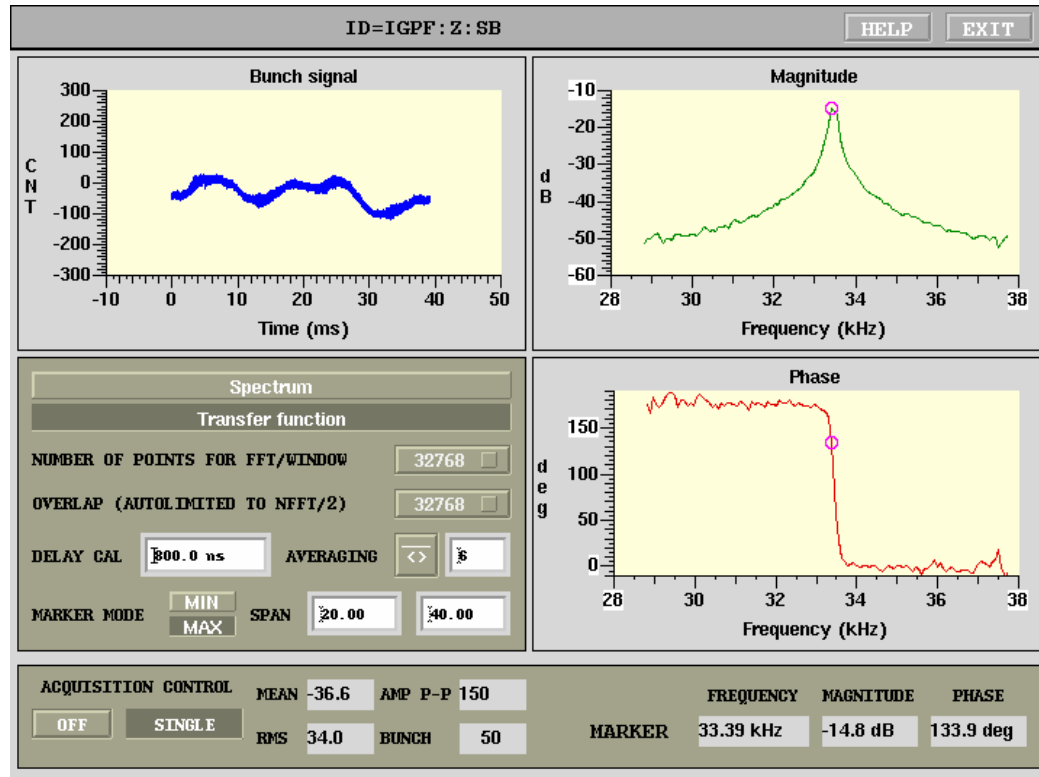 ID=IGPF:Z:SB
HELP
EXIT
Bunch signal
300
200
100
0
-100
-200
-300
CNT
-10 0 10 20 30 40 50
Time (ms)
Magnitude
-10
-20
-30
-40
-50
-60
dB
28 30 32 34 36 38
Frequency (kHz)
Spectrum
Transfer function
NUMBER OF POINTS FOR FFT/WINDOW 32768
OVERLAP (AUTOLIMITED TO NFFT/2) 32768
DELAY CAL 800.0 ns AVERAGING <> 6
MARKER MODE MIN MAX SPAN 20.00 40.00
Phase
150
100
50
0
deg
28 30 32 34 36 38
Frequency (kHz)
ACQUISITION CONTROL
OFF SINGLE
MEAN -36.6 AMP P-P 150
RMS 34.0 BUNCH 50
FREQUENCY MAGNITUDE PHASE
MARKER 33.39 kHz -14.8 dB 133.9 deg